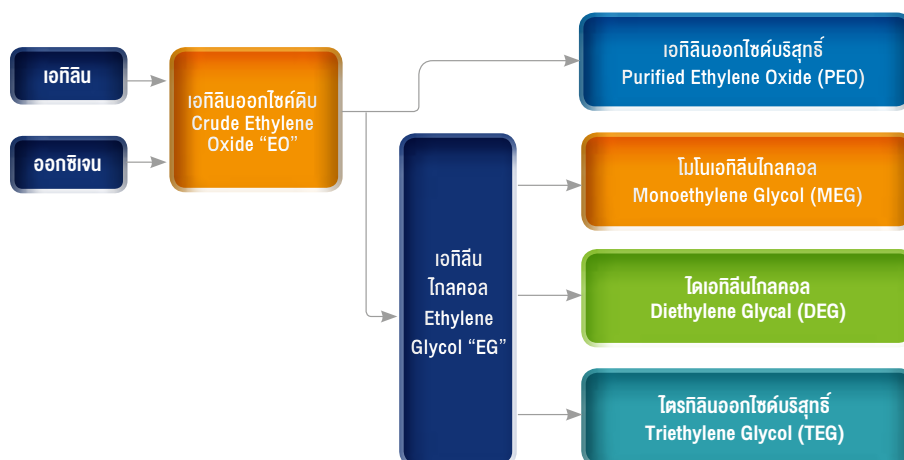 เอทิลิน
ออกซิเจน
เอทิลินออกไซค์ดิบ
Crude Ethylene
Oxide “EO”
เอทิลีน
ไกลคอล
Ethylene
Glycol “EG”
เอทิลินออกไซด์บริสุทธิ์
Purified Ethylene Oxide (PEO)
โมโนเอทิลีนไกลคอล
Monoethylene Glycol (MEG)
ไดเอทิลีนไกลคอล
Diethylene Glycal (DEG)
ไตรทิลินออกไซด์บริสุทธิ์
Triethylene Glycol (TEG)